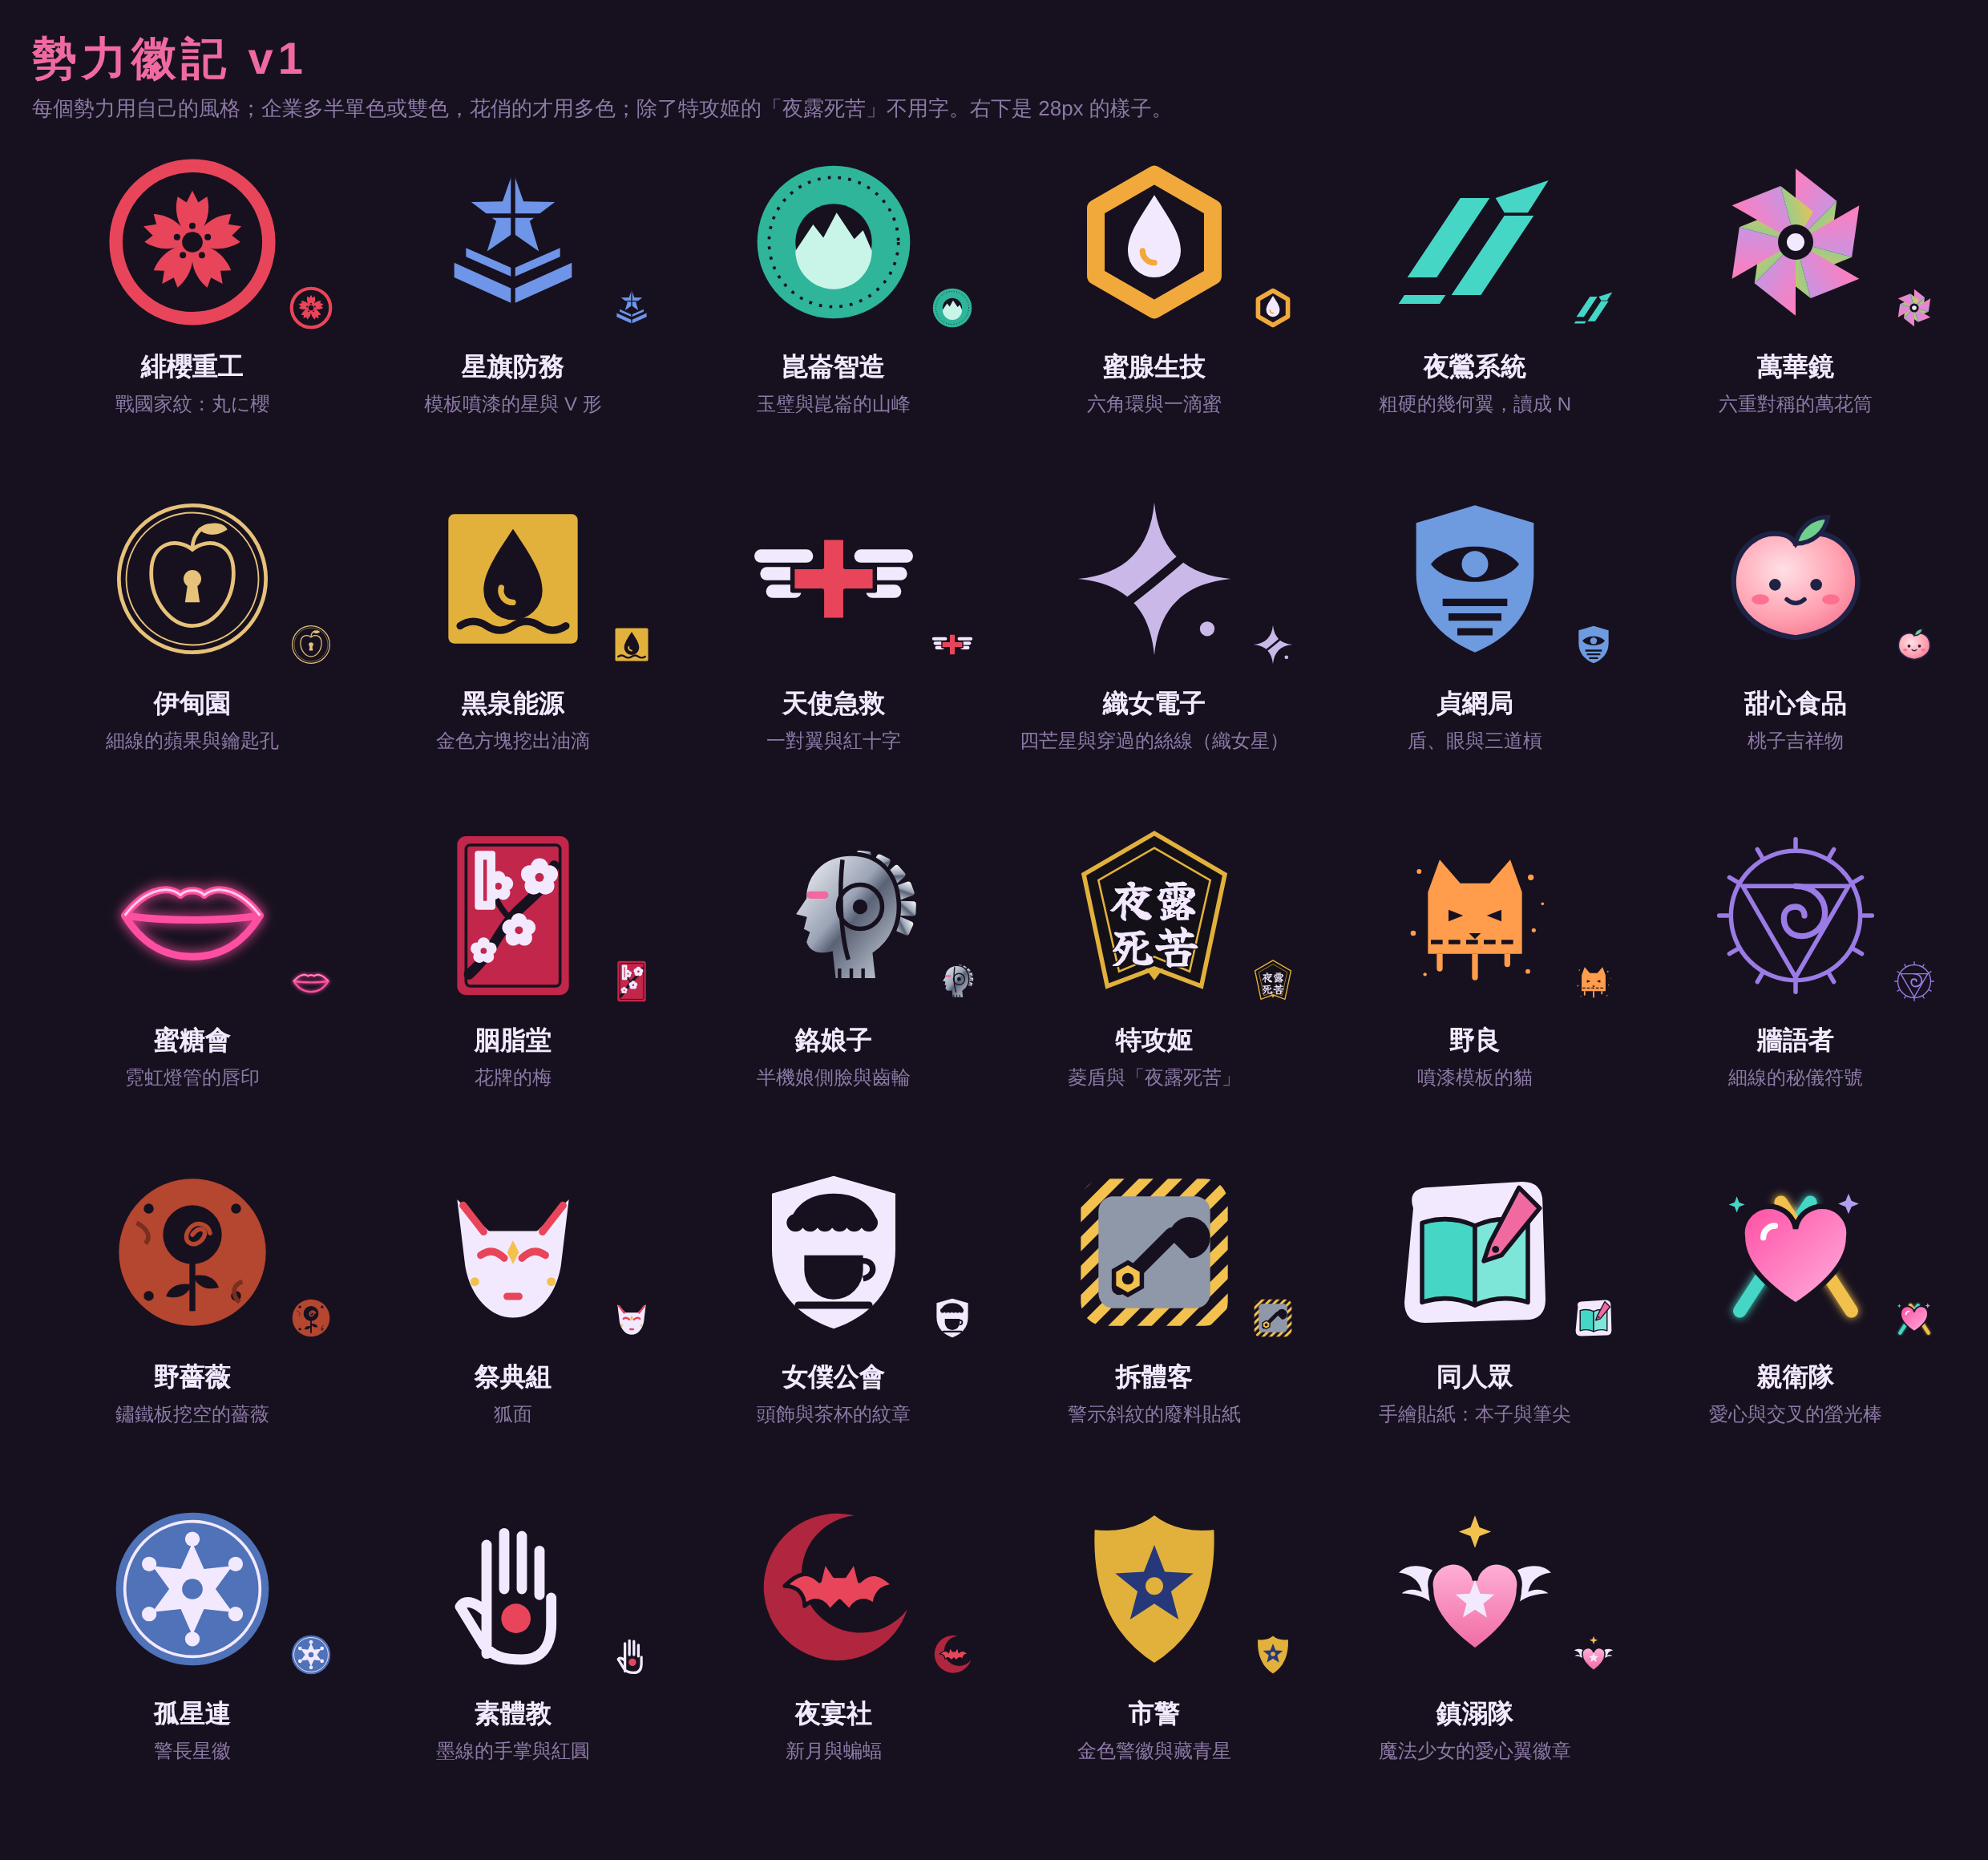 勢力徽記 v1
每個勢力用自己的風格；企業多半單色或雙色，花俏的才用多色；除了特攻姬的「夜露死苦」不用字。右下是 28px 的樣子。
緋櫻重工 星旗防務 崑崙智造 蜜腺生技 夜鶯系統 萬華鏡
戰國家紋：丸に櫻 模板噴漆的星與 V 形 玉璧與崑崙的山峰 六角環與一滴蜜 粗硬的幾何翼，讀成 N 六重對稱的萬花筒
伊甸園 黑泉能源 天使急救 織女電子 貞網局 甜心食品
細線的蘋果與鑰匙孔 金色方塊挖出油滴 一對翼與紅十字 四芒星與穿過的絲線（織女星） 盾、眼與三道槓 桃子吉祥物
夜露
死苦
夜露
死苦
蜜糖會 胭脂堂 鉻娘子 特攻姬 野良 牆語者
霓虹燈管的唇印 花牌的梅 半機娘側臉與齒輪 菱盾與「夜露死苦」 噴漆模板的貓 細線的秘儀符號
野薔薇 祭典組 女僕公會 拆體客 同人眾 親衛隊
鏽鐵板挖空的薔薇 狐面 頭飾與茶杯的紋章 警示斜紋的廢料貼紙 手繪貼紙：本子與筆尖 愛心與交叉的螢光棒
孤星連 素體教 夜宴社 市警 鎮溺隊
警長星徽 墨線的手掌與紅圓 新月與蝙蝠 金色警徽與藏青星 魔法少女的愛心翼徽章